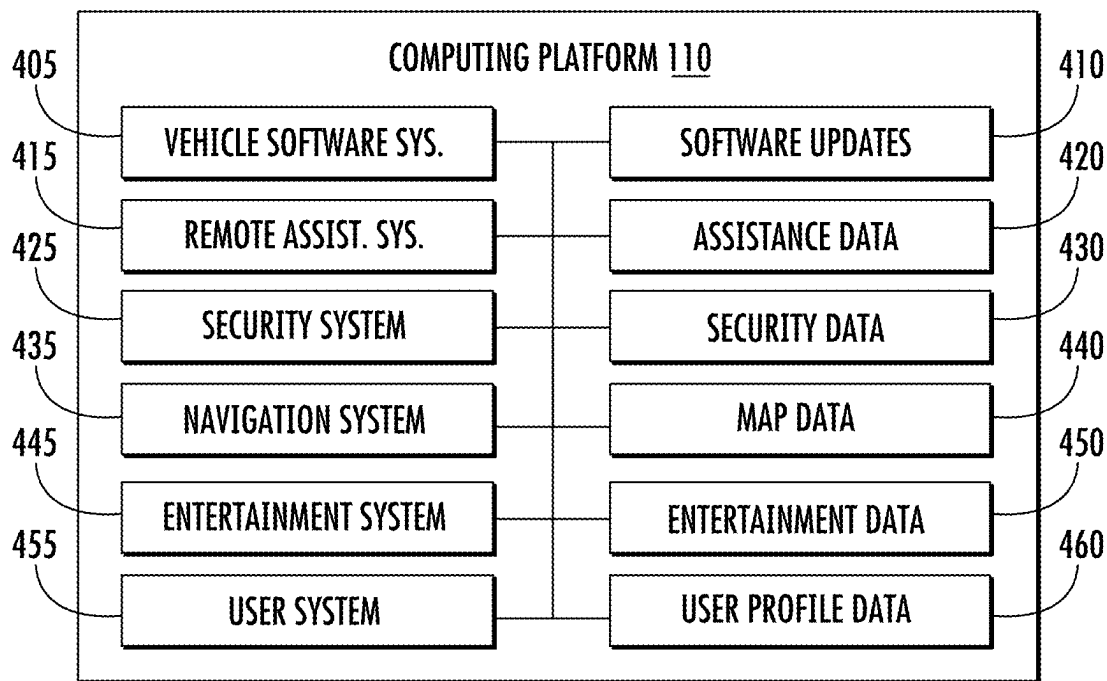 COMPUTING PLATFORM 110
405
VEHICLE SOFTWARE SYS.
SOFTWARE UPDATES
410
415
REMOTE ASSIST. SYS.
ASSISTANCE DATA
420
425
SECURITY SYSTEM
SECURITY DATA
430
435
NAVIGATION SYSTEM
MAP DATA
440
445
ENTERTAINMENT SYSTEM
ENTERTAINMENT DATA
450
455
USER SYSTEM
USER PROFILE DATA
460